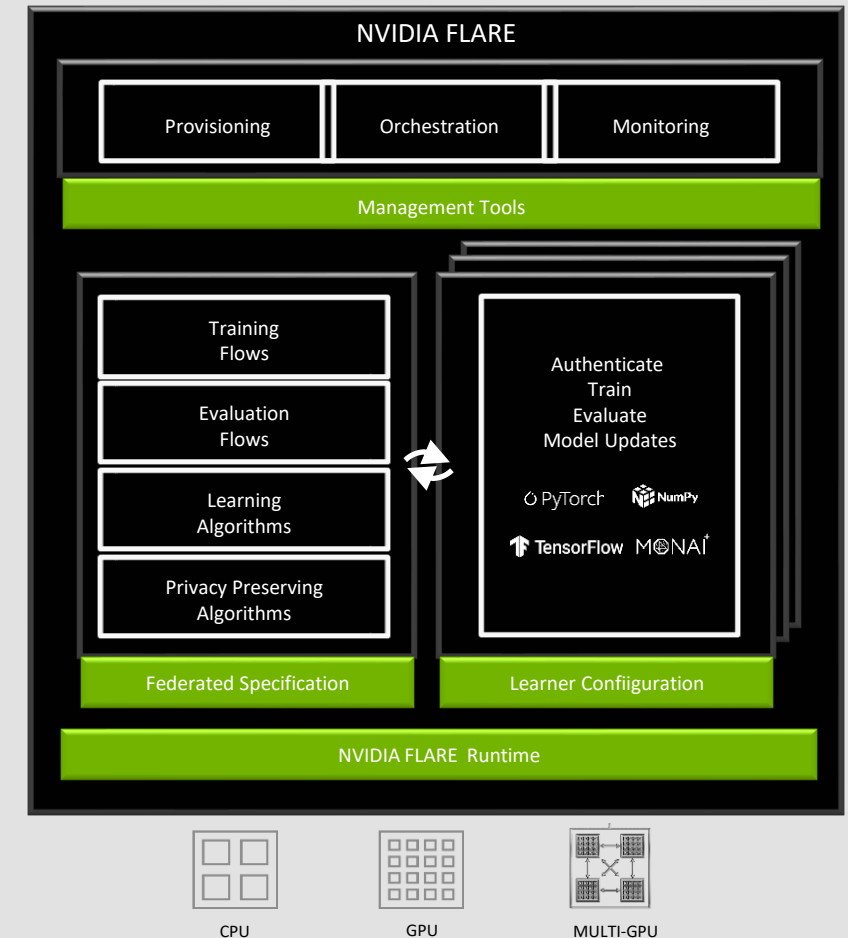 NVIDIA FLARE
Provisioning
Orchestration
Monitoring
Management Tools
Training
Flows
Evaluation
Flows
Learning
Algorithms
Privacy Preserving
Algorithms
Federated Specification
Authenticate
Train
Evaluate
Model Updates
PyTorch
NumPy
TensorFlow
MONAI
Learner Confiiguration
NVIDIA FLARE Runtime
CPU
GPU
MULTI-GPU